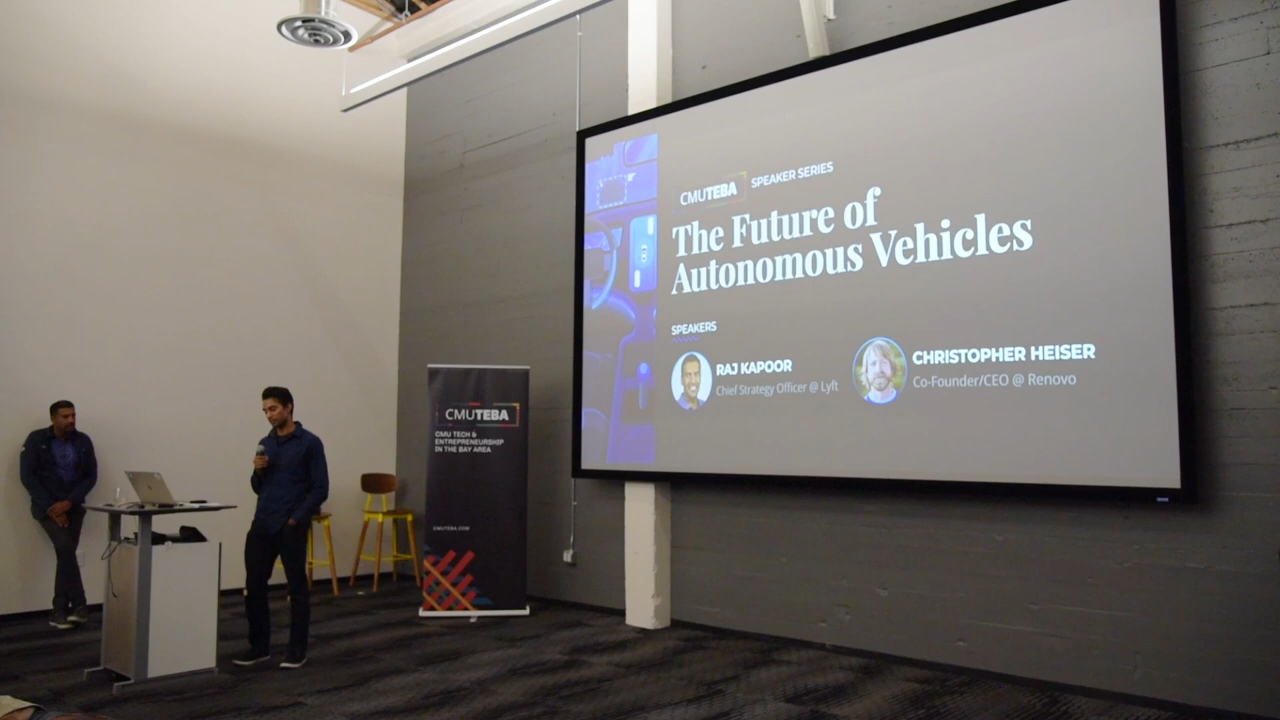 CMUTEBA SPEAKER SERIES
The Future of
Autonomous Vehicles
SPEAKERS
RAJ KAPOOR
Chief Strategy Officer @ Lyft
CHRISTOPHER HEISER
Co-Founder/CEO @ Renovo
CMUTEBA
CMU TECH &
ENTREPRENEURSHIP
IN THE BAY AREA
CMUTEBA.COM